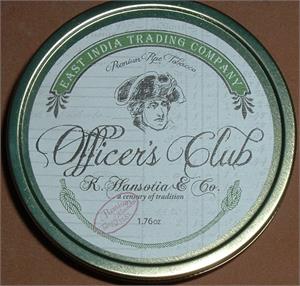 EAST INDIA TRADING COMPANY
Premium Pipe Tobacco
Officer's Club
K. Hansotia & Co.
a century of tradition
1.76oz